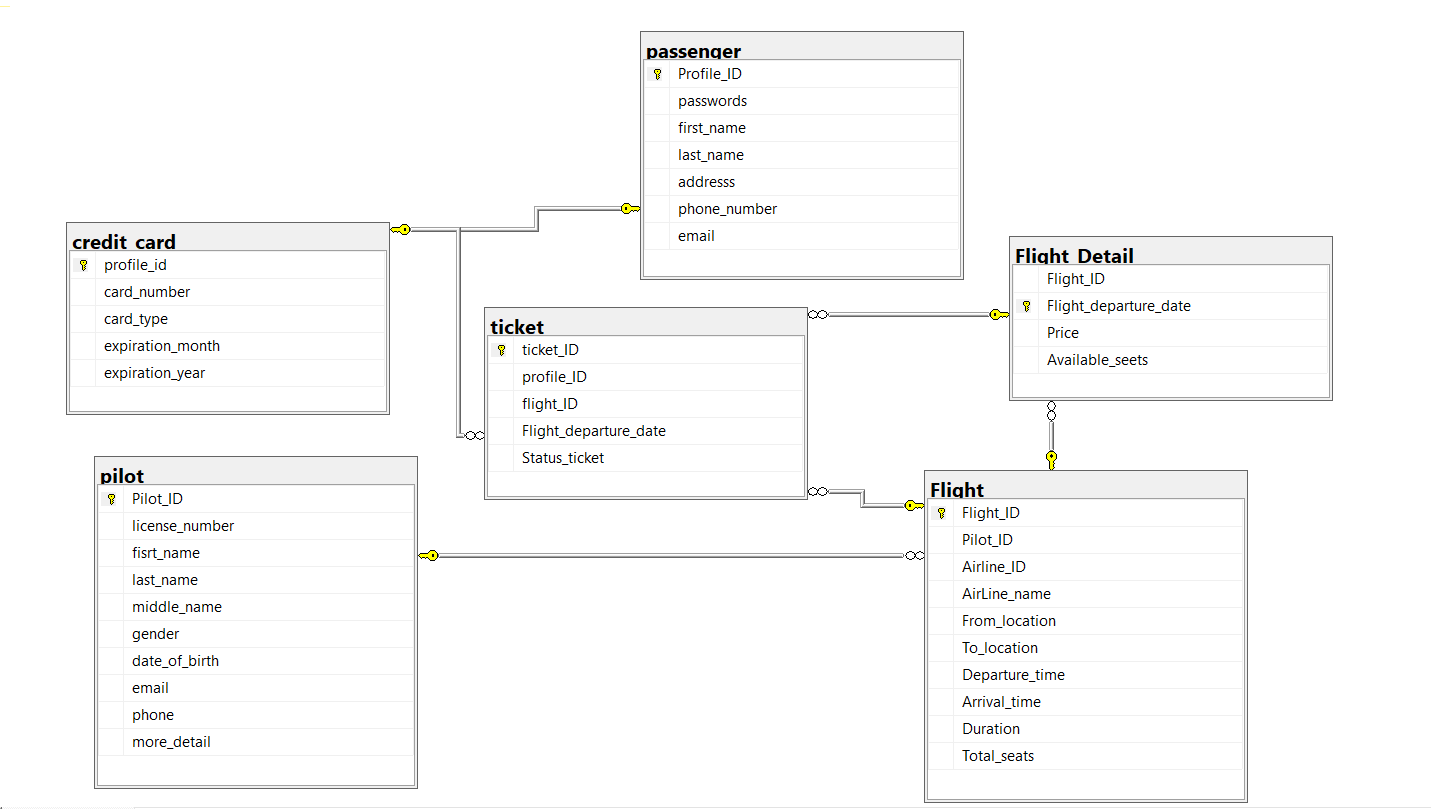 passenger
Profile_ID
passwords
first_name
last_name
addresss
phone_number
email
credit_card
profile_id
card_number
card_type
expiration_month
expiration_year
Flight_Detail
Flight_ID
Flight_departure_date
Price
Available_seets
ticket
ticket_ID
profile_ID
flight_ID
Flight_departure_date
Status_ticket
pilot
Pilot_ID
license_number
fisrt_name
last_name
middle_name
gender
date_of_birth
email
phone
more_detail
Flight
Flight_ID
Pilot_ID
Airline_ID
AirLine_name
From_location
To_location
Departure_time
Arrival_time
Duration
Total_seats